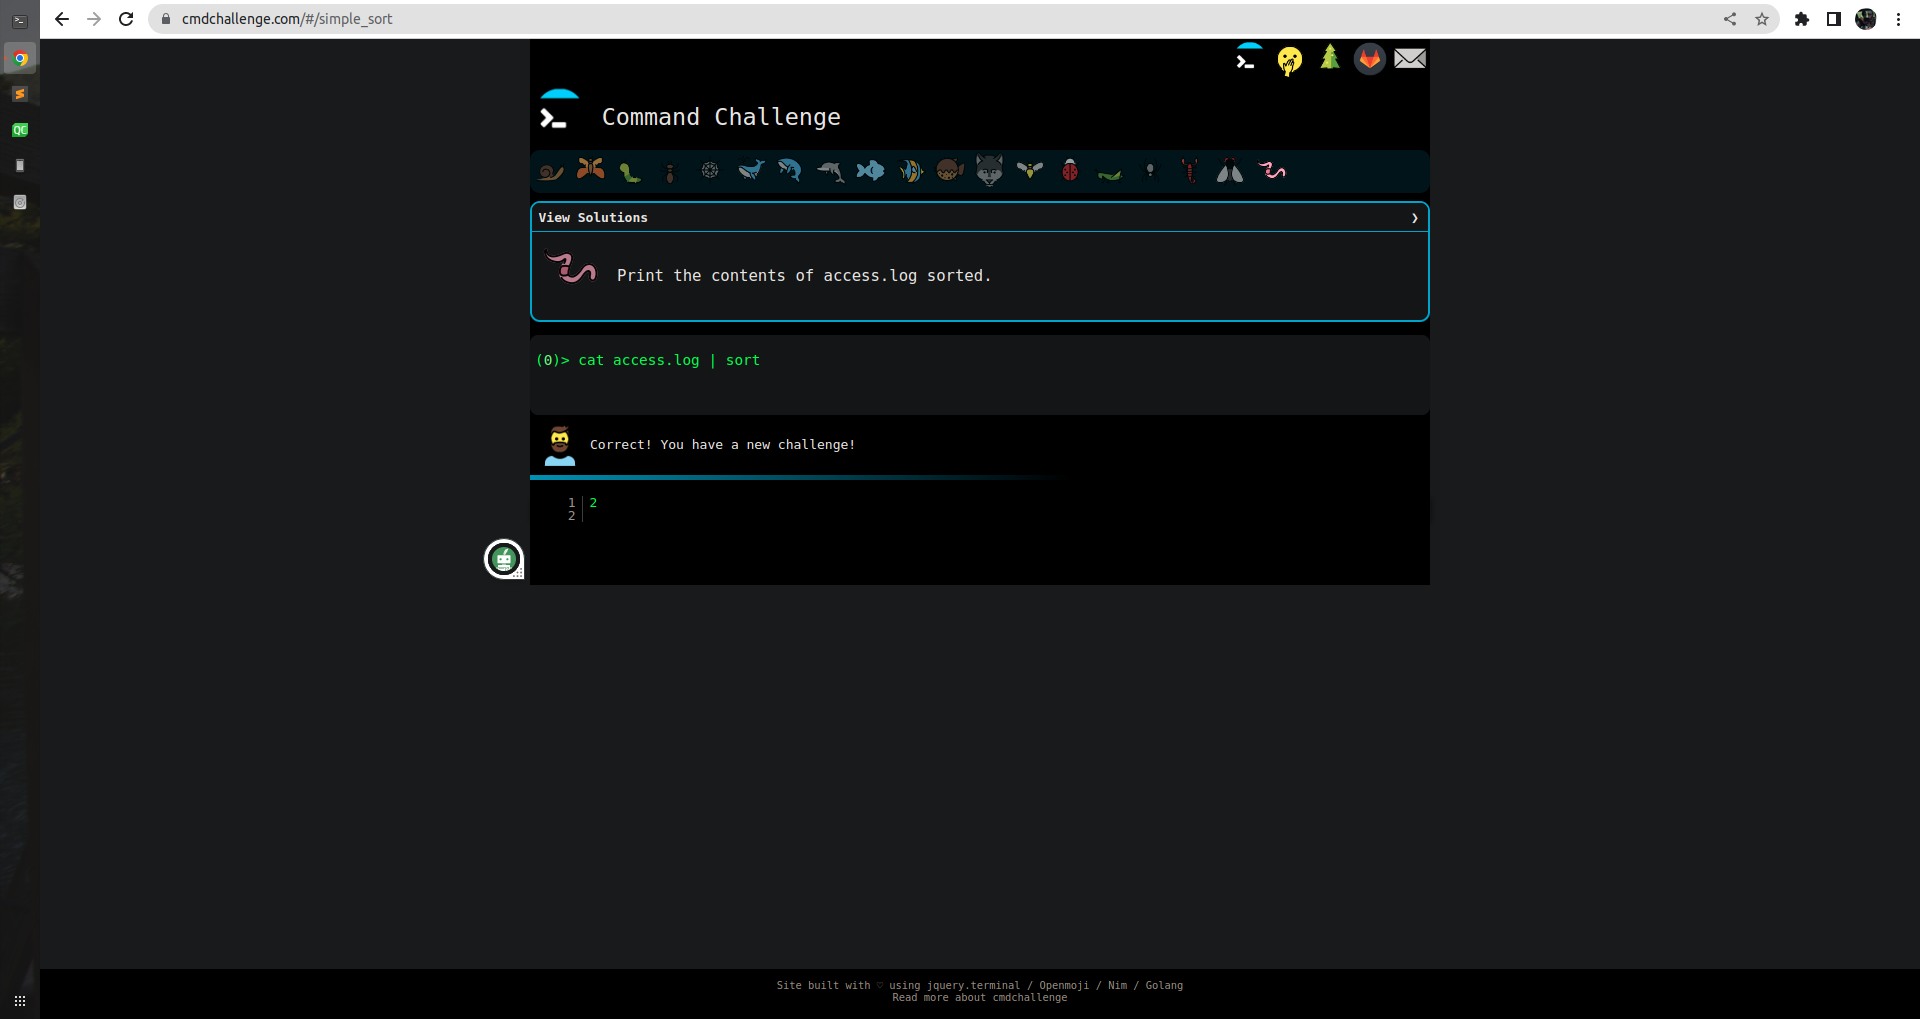 cmdchallenge.com/#/simple_sort
Command Challenge
View Solutions ❯
Print the contents of access.log sorted.
(0)> cat access.log | sort
Correct! You have a new challenge!
1 2
2
QC
Site built with ♡ using jquery.terminal / Openmoji / Nim / Golang
Read more about cmdchallenge